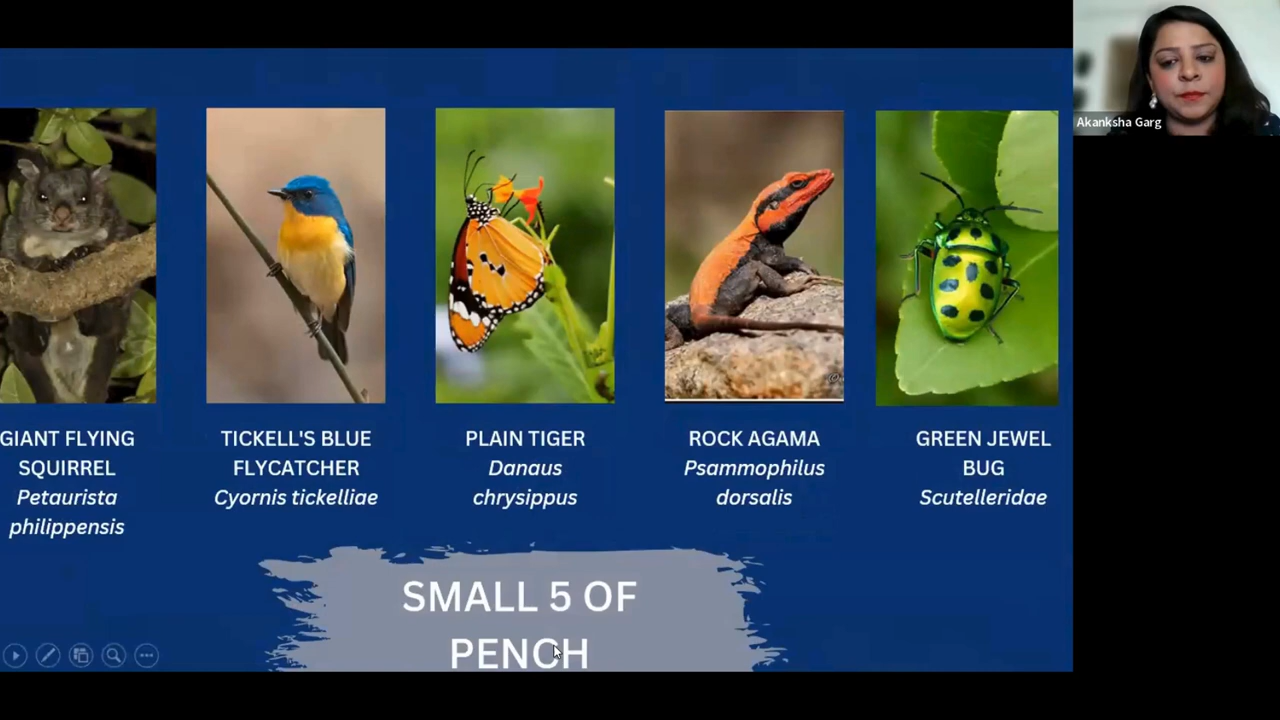 Akanksha Garg
GIANT FLYING
SQUIRREL
Petaurista
philippensis
TICKELL'S BLUE
FLYCATCHER
Cyornis tickelliae
PLAIN TIGER
Danaus
chrysippus
ROCK AGAMA
Psammophilus
dorsalis
GREEN JEWEL
BUG
Scutelleridae
SMALL 5 OF
PENCH